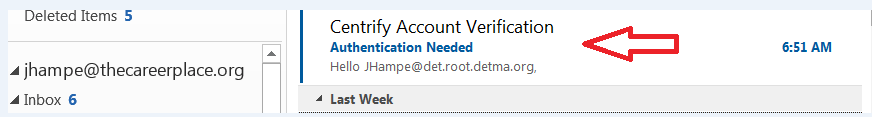 Deleted Items 5
jhampe@thecareerplace.org
Inbox 6
Centrify Account Verification
Authentication Needed 6:51 AM
Hello JHampe@det.root.detma.org,
Last Week